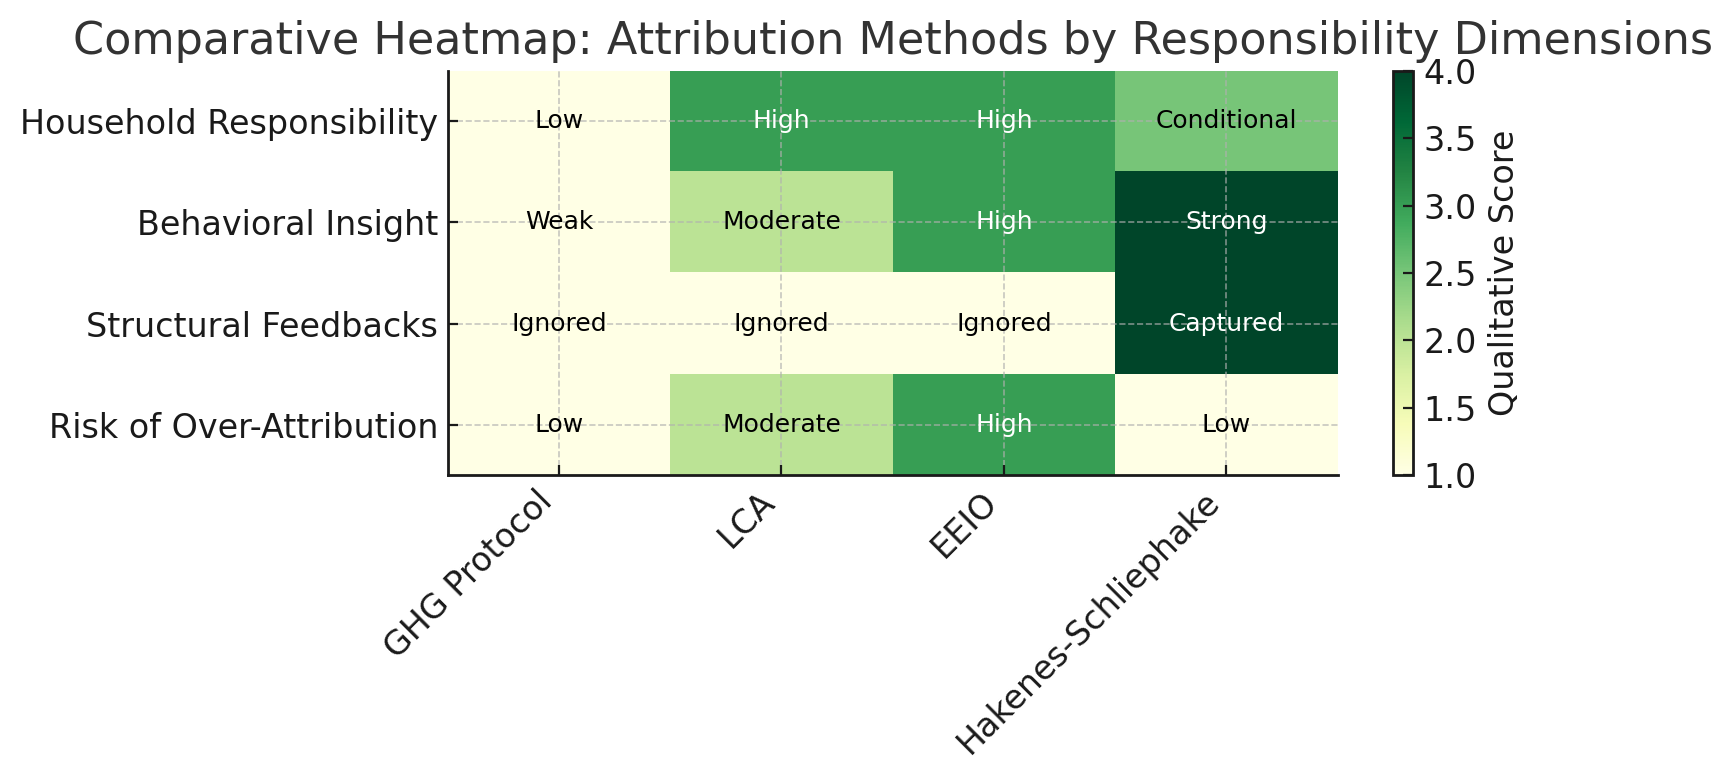 Comparative Heatmap: Attribution Methods by Responsibility Dimensions
Household Responsibility
Low
High
High
Conditional
Behavioral Insight
Weak
Moderate
High
Strong
Structural Feedbacks
Ignored
Ignored
Ignored
Captured
Risk of Over-Attribution
Low
Moderate
High
Low
GHG Protocol
LCA
EEIO
Hakenes-Schliephake
4.0
3.5
3.0
2.5
2.0
1.5
1.0
Qualitative Score